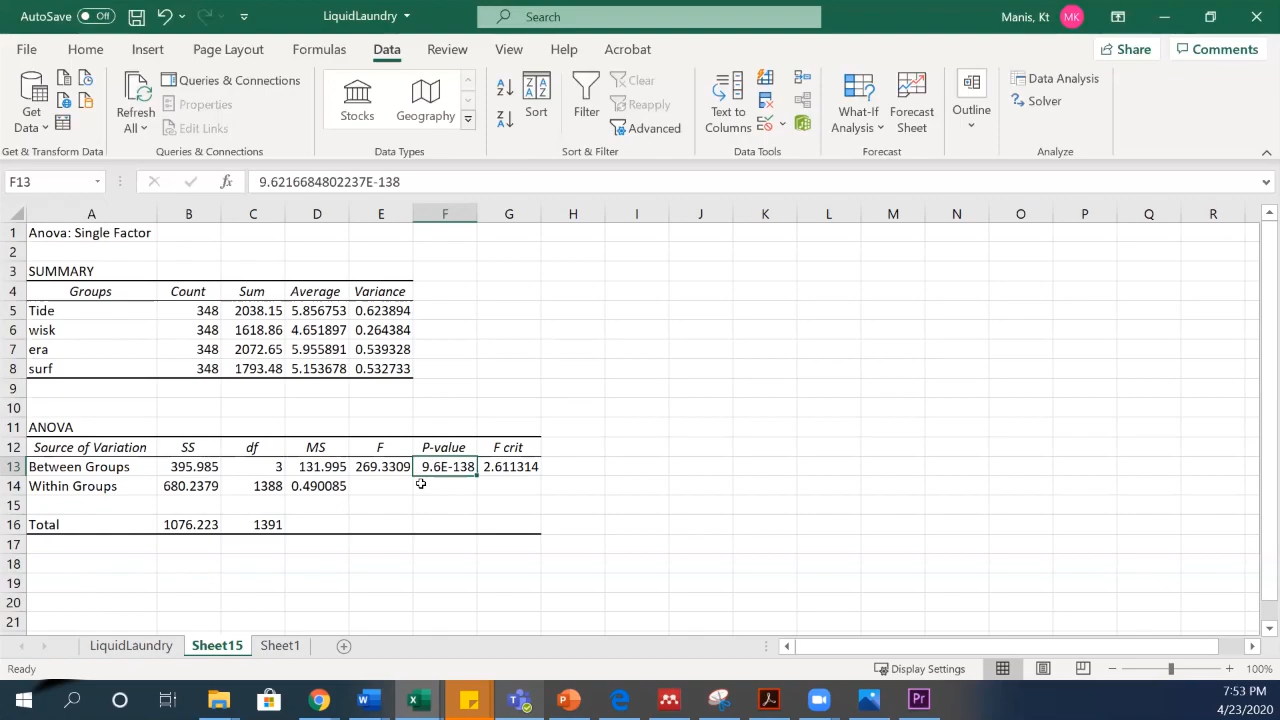 AutoSave Off LiquidLaundry Search Manis, Kt MK
File Home Insert Page Layout Formulas Data Review View Help Acrobat Share Comments
Get Data
Refresh All
Queries & Connections
Properties
Edit Links
Stocks
Geography
Sort
Filter
Clear
Reapply
Advanced
Text to Columns
What-If Analysis
Forecast Sheet
Outline
Data Analysis
Solver
Get & Transform Data Queries & Connections Data Types Sort & Filter Data Tools Forecast Analyze
F13 fx 9.6216684802237E-138
A B C D E F G H I J K L M N O P Q R
1 Anova: Single Factor
2
3 SUMMARY
4 Groups Count Sum Average Variance
5 Tide 348 2038.15 5.856753 0.623894
6 wisk 348 1618.86 4.651897 0.264384
7 era 348 2072.65 5.955891 0.539328
8 surf 348 1793.48 5.153678 0.532733
9
10
11 ANOVA
12 Source of Variation SS df MS F P-value F crit
13 Between Groups 395.985 3 131.995 269.3309 9.6E-138 2.611314
14 Within Groups 680.2379 1388 0.490085
15
16 Total 1076.223 1391
17
18
19
20
21
LiquidLaundry Sheet15 Sheet1
Ready Display Settings 100%
7:53 PM
4/23/2020